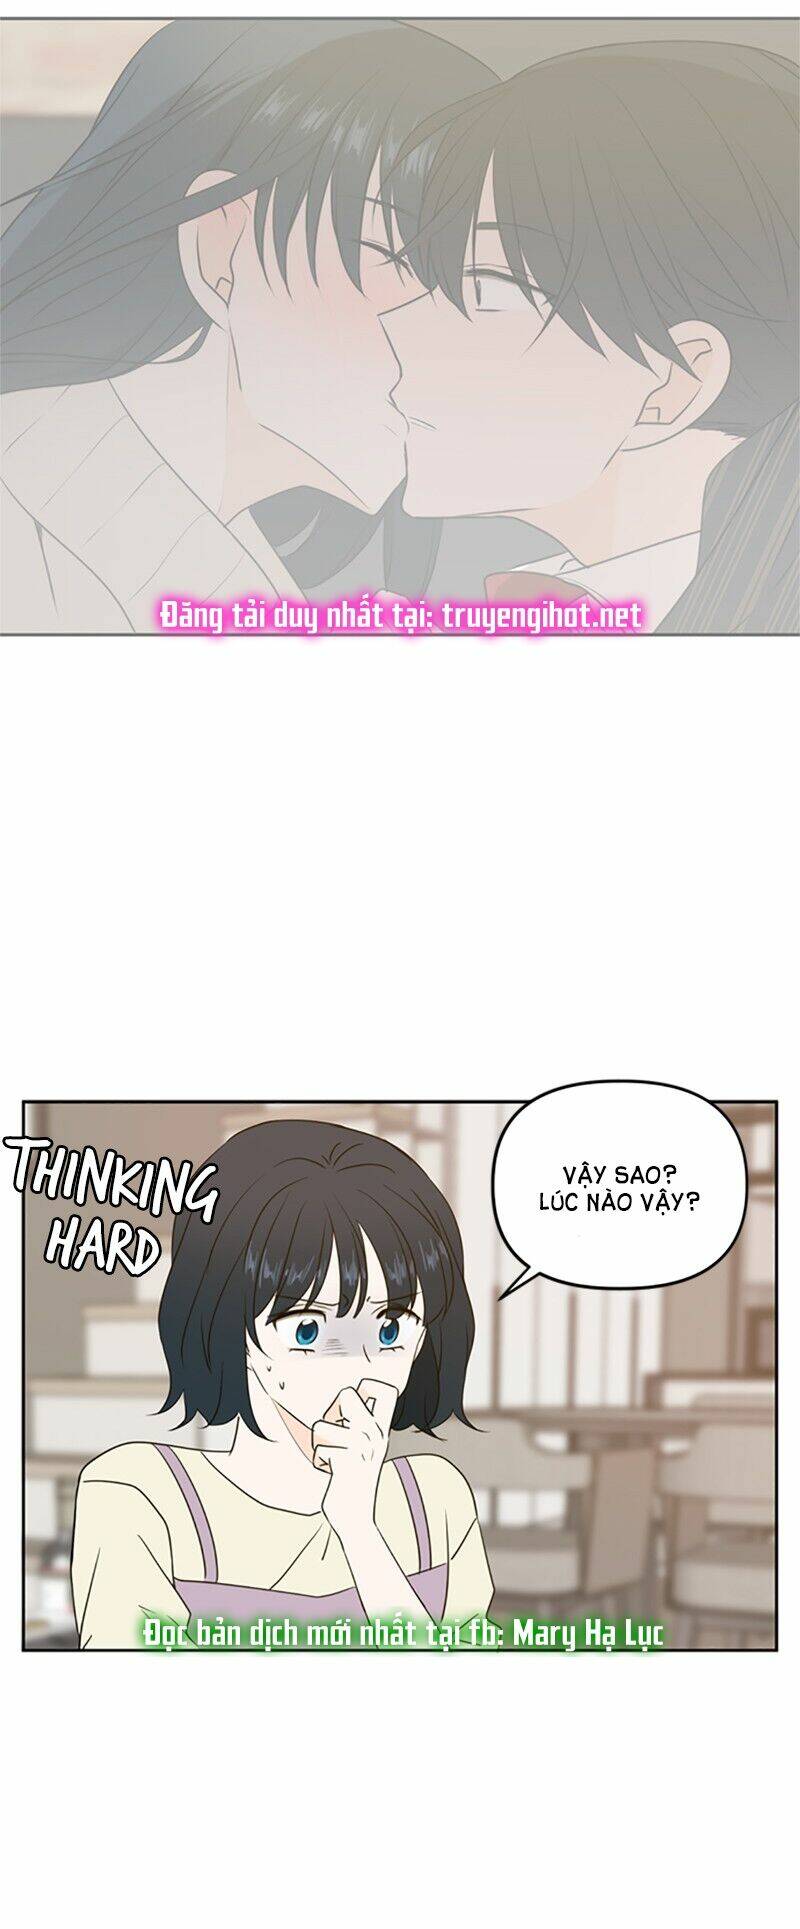 Đăng tải duy nhất tại: truyengihot.net
THINKING
HARD
VẬY SAO?
LÚC NÀO VẬY?
Đọc bản dịch mới nhất tại fb: Mary Hạ Lục